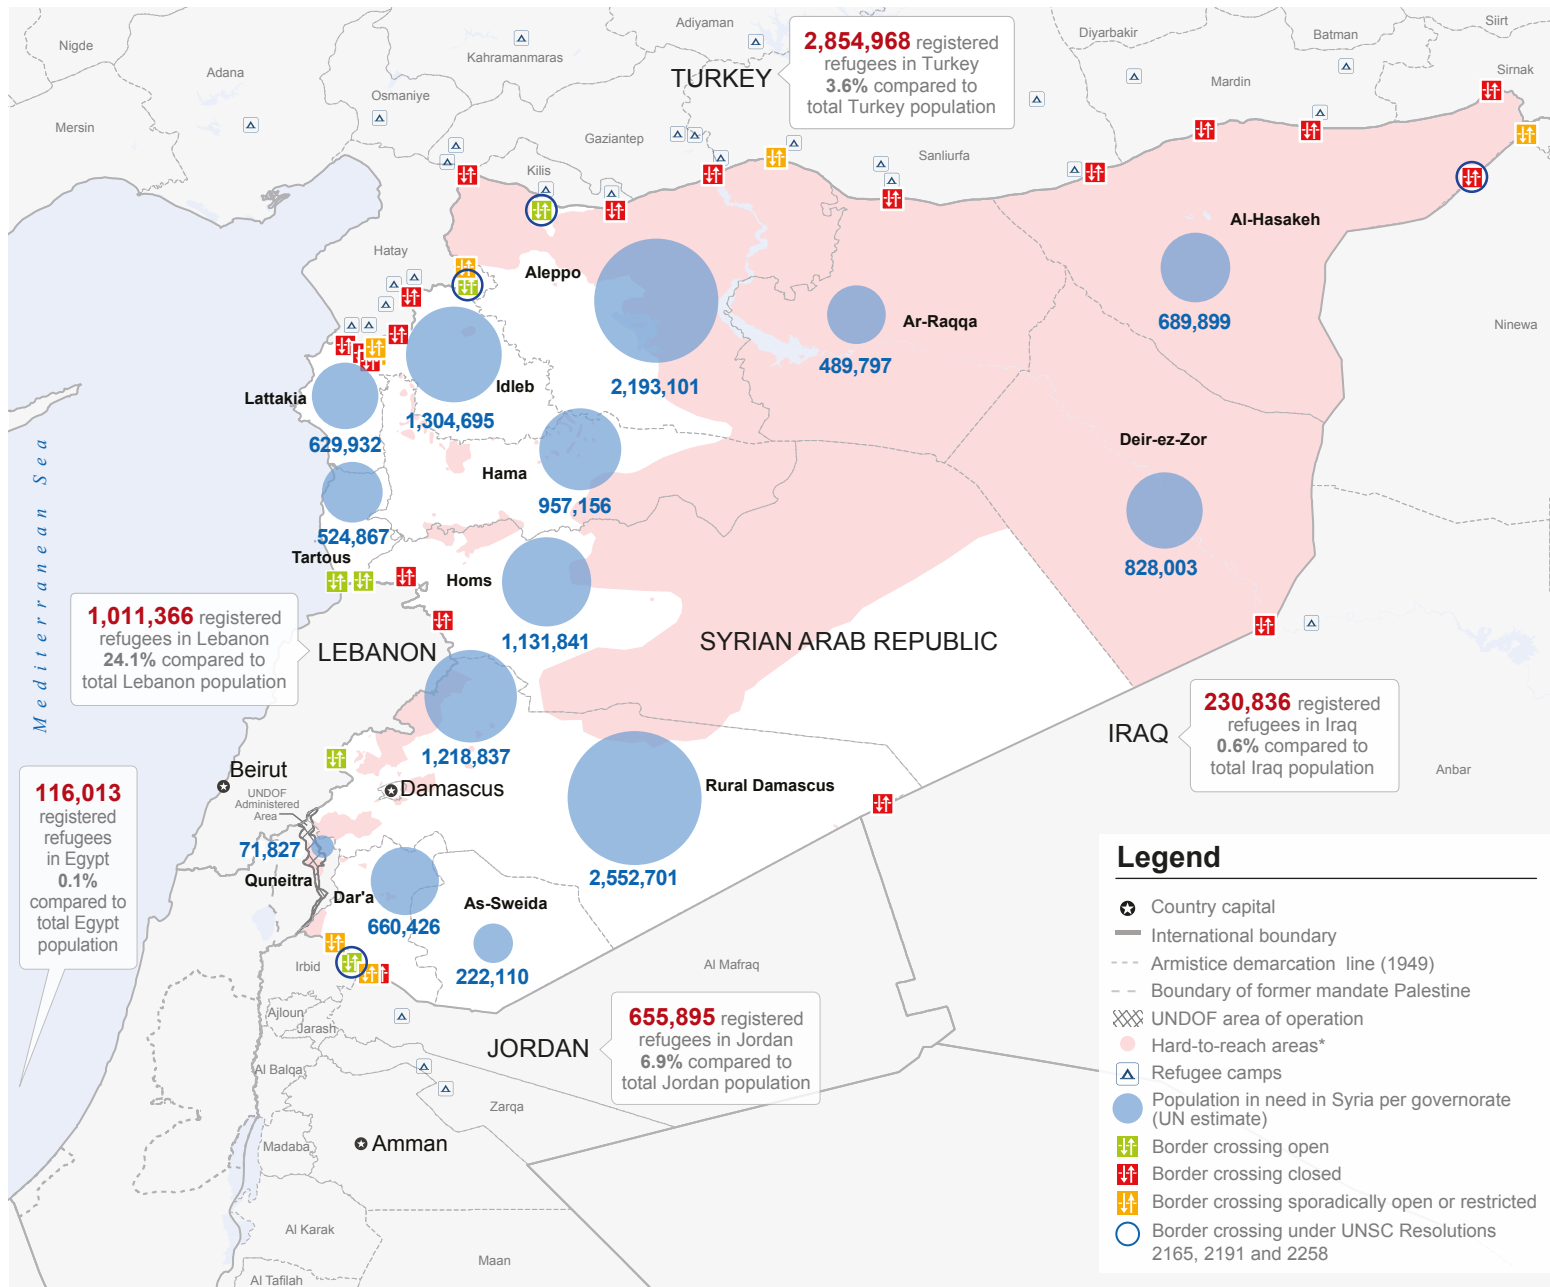 Nigde
Adana
Kahramanmaras
Adiyaman
Diyarbakir
Batman
Siirt
Sirnak
Mardin
Osmaniye
Mersin
Gaziantep
Sanliurfa
Kilis
Hatay
TURKEY
2,854,968 registered
refugees in Turkey
3.6% compared to
total Turkey population
Al-Hasakeh
689,899
Aleppo
2,193,101
Ar-Raqqa
489,797
Ninewa
Idleb
1,304,695
Lattakia
629,932
Deir-ez-Zor
828,003
Hama
957,156
524,867
Tartous
Homs
1,131,841
Mediterranean Sea
1,011,366 registered
refugees in Lebanon
24.1% compared to
total Lebanon population
LEBANON
SYRIAN ARAB REPUBLIC
230,836 registered
refugees in Iraq
0.6% compared to
total Iraq population
IRAQ
Anbar
1,218,837
Beirut
Damascus
Rural Damascus
2,552,701
UNDOF
Administered
Area
116,013
registered
refugees
in Egypt
0.1%
compared to
total Egypt
population
71,827
Quneitra
Dar'a
660,426
As-Sweida
222,110
Irbid
Al Mafraq
Ajloun
Jarash
655,895 registered
refugees in Jordan
6.9% compared to
total Jordan population
JORDAN
Al Balqa
Zarqa
Amman
Madaba
Al Karak
Maan
Al Tafilah
Legend
Country capital
International boundary
Armistice demarcation line (1949)
Boundary of former mandate Palestine
UNDOF area of operation
Hard-to-reach areas*
Refugee camps
Population in need in Syria per governorate
(UN estimate)
Border crossing open
Border crossing closed
Border crossing sporadically open or restricted
Border crossing under UNSC Resolutions
2165, 2191 and 2258